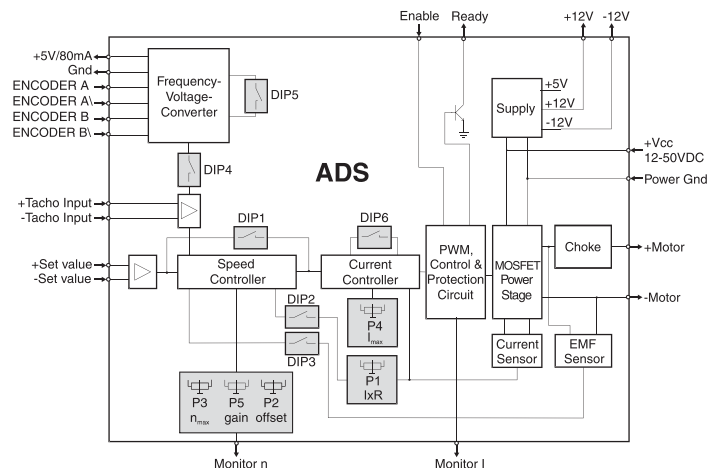 Enable
Ready
+12V
-12V
+5V/80mA
Gnd
ENCODER A
ENCODER A\
ENCODER B
ENCODER B\
Frequency-
Voltage-
Converter
DIP5
Supply
+5V
+12V
-12V
+Vcc
12-50VDC
Power Gnd
DIP4
ADS
+Tacho Input
-Tacho Input
DIP1
DIP6
+Set value
-Set value
Speed
Controller
Current
Controller
PWM,
Control &
Protection
Circuit
MOSFET
Power
Stage
Choke
+Motor
-Motor
DIP2
DIP3
P4
Imax
P1
IxR
Current
Sensor
EMF
Sensor
P3
nmax
P5
gain
P2
offset
Monitor n
Monitor I